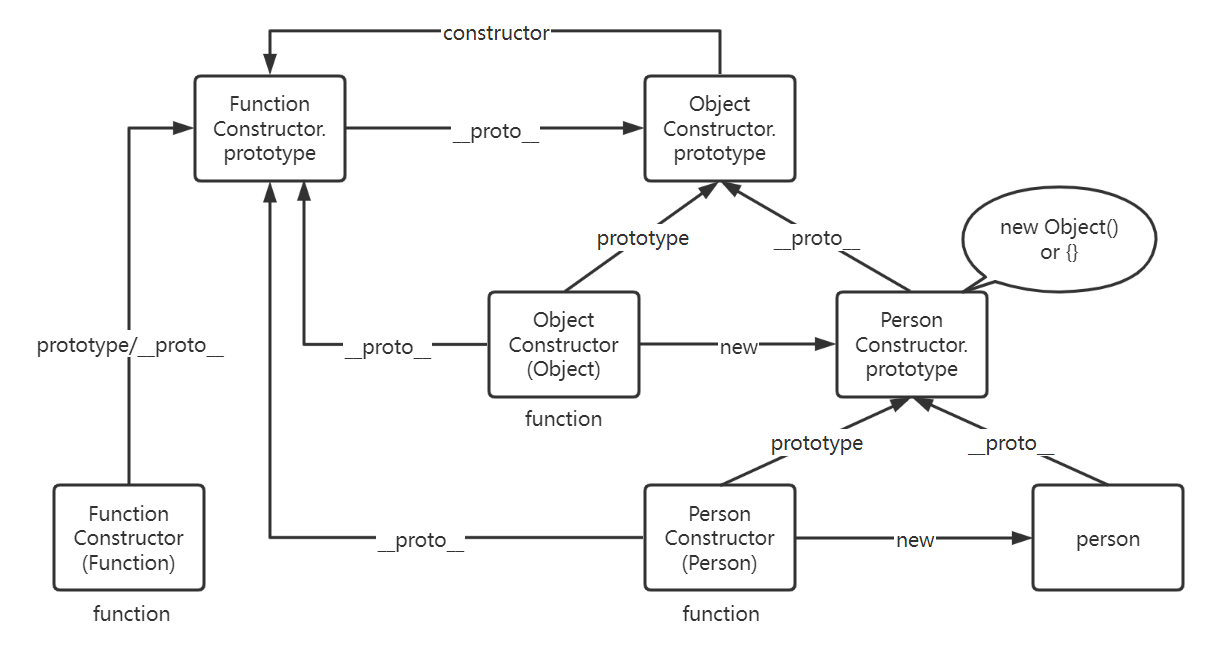 constructor
Function
Constructor.
prototype
__proto__
Object
Constructor.
prototype
prototype
__proto__
new Object()
or {}
prototype/__proto__
__proto__
Object
Constructor
(Object)
new
Person
Constructor.
prototype
function
prototype
__proto__
Function
Constructor
(Function)
__proto__
Person
Constructor
(Person)
new
person
function
function